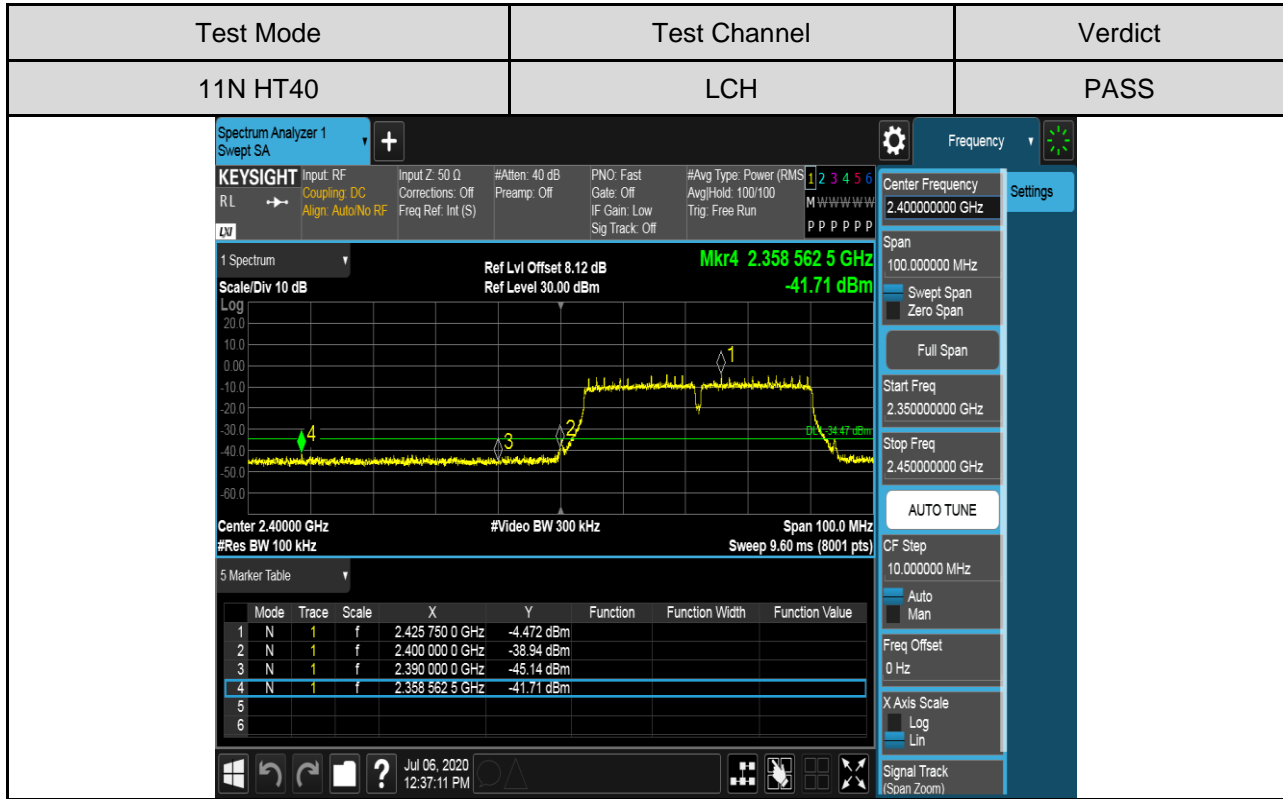 Test Mode Test Channel Verdict
11N HT40 LCH PASS
Spectrum Analyzer 1
Swept SA
+
Frequency
KEYSIGHT Input: RF Input Z: 50 Ω #Atten: 40 dB PNO: Fast #Avg Type: Power (RMS 1 2 3 4 5 6
RL Coupling: DC Corrections: Off Preamp: Off Gate: Off Avg|Hold: 100/100
Align: Auto/No RF Freq Ref: Int (S) IF Gain: Low Trig: Free Run M W W W W W
LXI Sig Track: Off P P P P P P
1 Spectrum
Ref Lvl Offset 8.12 dB Mkr4 2.358 562 5 GHz
Scale/Div 10 dB Ref Level 30.00 dBm -41.71 dBm
Log
20.0
10.0
0.00
-10.0
-20.0
-30.0
-40.0
-50.0
-60.0
1
2
3
4
DL1 -34.47 dBm
Center 2.40000 GHz #Video BW 300 kHz Span 100.0 MHz
#Res BW 100 kHz Sweep 9.60 ms (8001 pts)
5 Marker Table
Mode Trace Scale X Y Function Function Width Function Value
1 N 1 f 2.425 750 0 GHz -4.472 dBm
2 N 1 f 2.400 000 0 GHz -38.94 dBm
3 N 1 f 2.390 000 0 GHz -45.14 dBm
4 N 1 f 2.358 562 5 GHz -41.71 dBm
5
6
?
Jul 06, 2020
12:37:11 PM
Center Frequency
2.400000000 GHz
Settings
Span
100.000000 MHz
Swept Span
Zero Span
Full Span
Start Freq
2.350000000 GHz
Stop Freq
2.450000000 GHz
AUTO TUNE
CF Step
10.000000 MHz
Auto
Man
Freq Offset
0 Hz
X Axis Scale
Log
Lin
Signal Track
(Span Zoom)